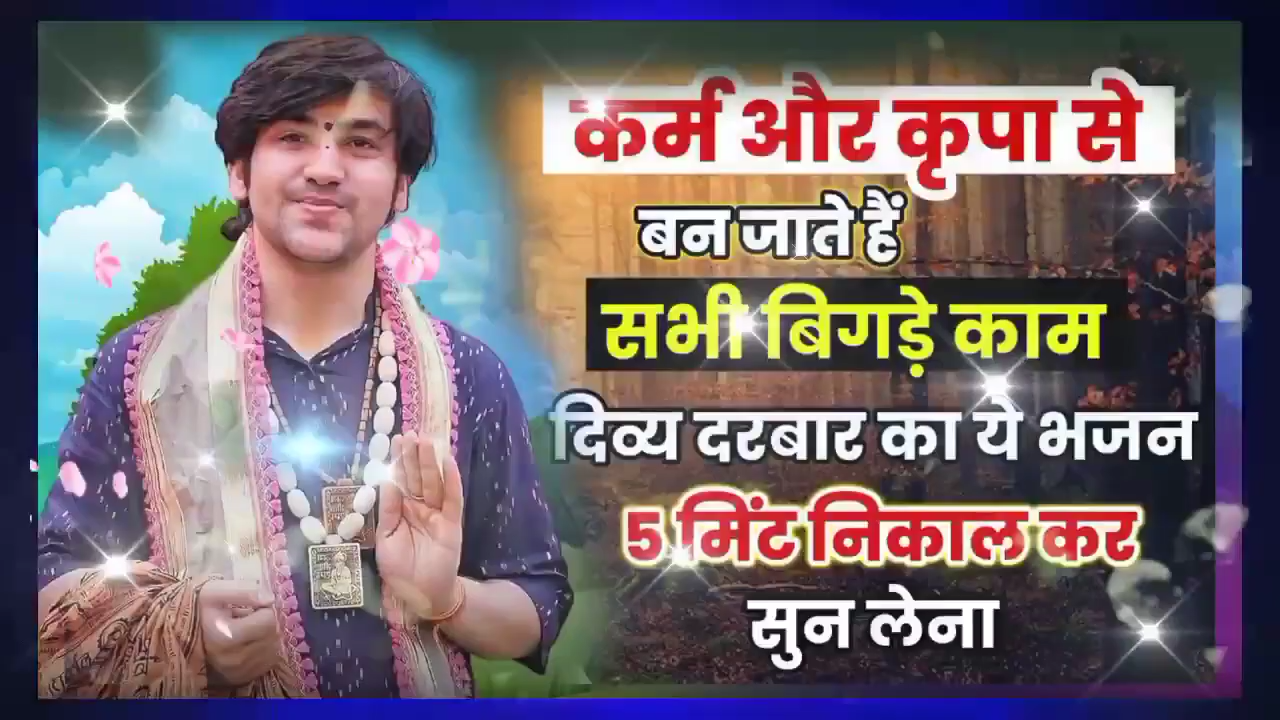 कर्म और कृपा से
बन जाते हैं
सभी बिगड़े काम
दिव्य दरबार का ये भजन
5 मिंट निकाल कर
सुन लेना